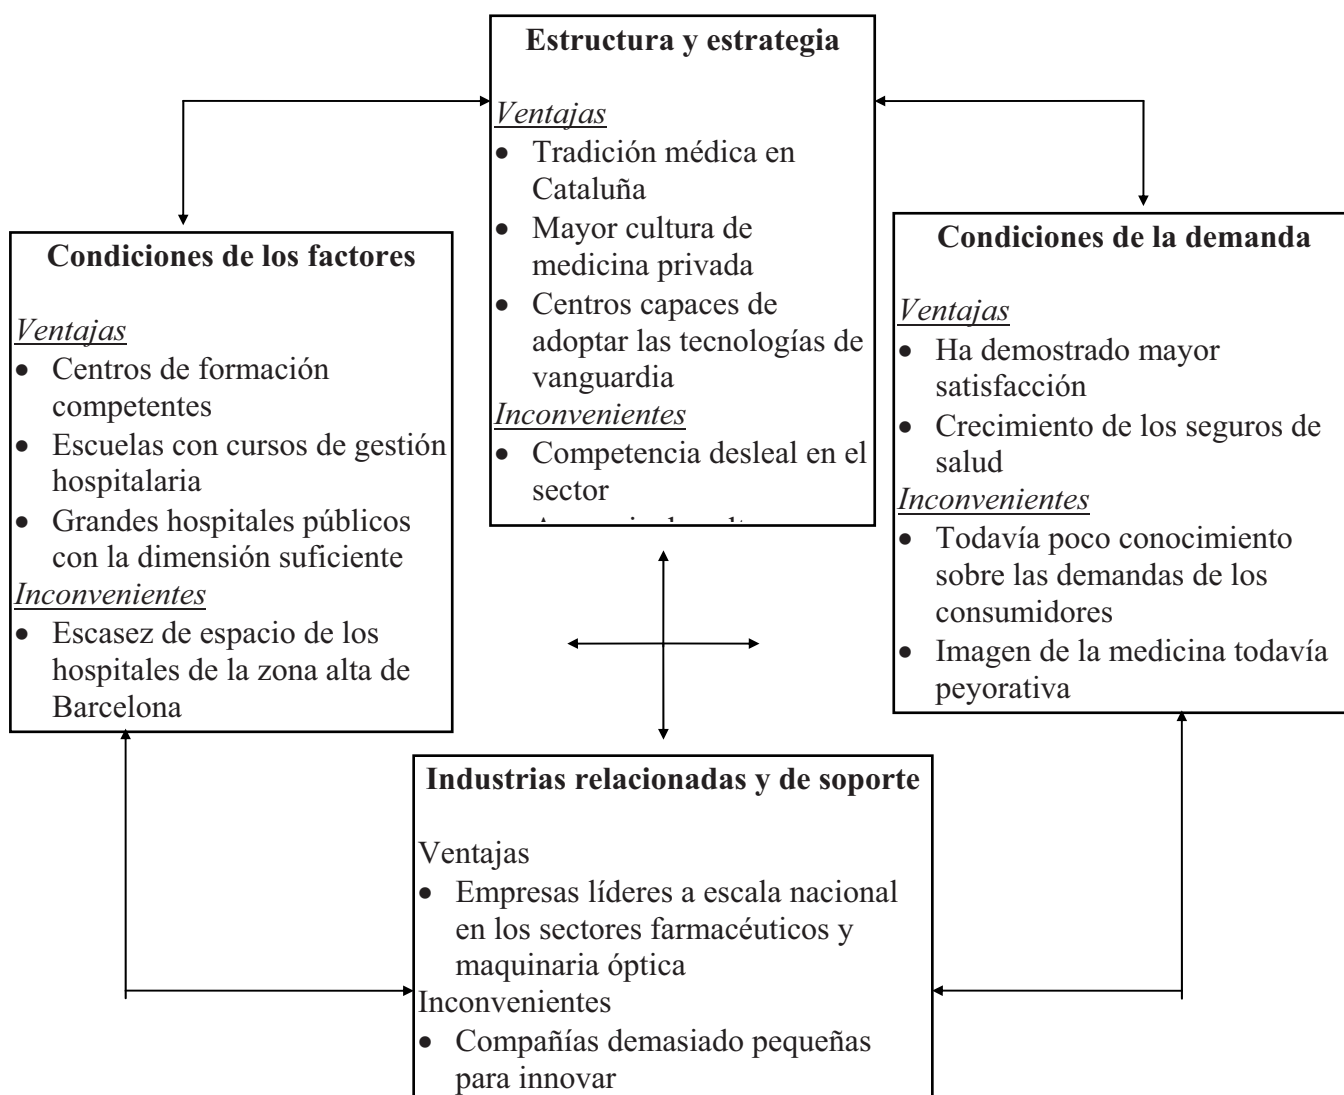 Estructura y estrategia
Ventajas
• Tradición médica en
Cataluña
• Mayor cultura de
medicina privada
• Centros capaces de
adoptar las tecnologías de
vanguardia
Inconvenientes
• Competencia desleal en el
sector
Condiciones de los factores
Ventajas
• Centros de formación
competentes
• Escuelas con cursos de gestión
hospitalaria
• Grandes hospitales públicos
con la dimensión suficiente
Inconvenientes
• Escasez de espacio de los
hospitales de la zona alta de
Barcelona
Condiciones de la demanda
Ventajas
• Ha demostrado mayor
satisfacción
• Crecimiento de los seguros de
salud
Inconvenientes
• Todavía poco conocimiento
sobre las demandas de los
consumidores
• Imagen de la medicina todavía
peyorativa
Industrias relacionadas y de soporte
Ventajas
• Empresas líderes a escala nacional
en los sectores farmacéuticos y
maquinaria óptica
Inconvenientes
• Compañías demasiado pequeñas
para innovar